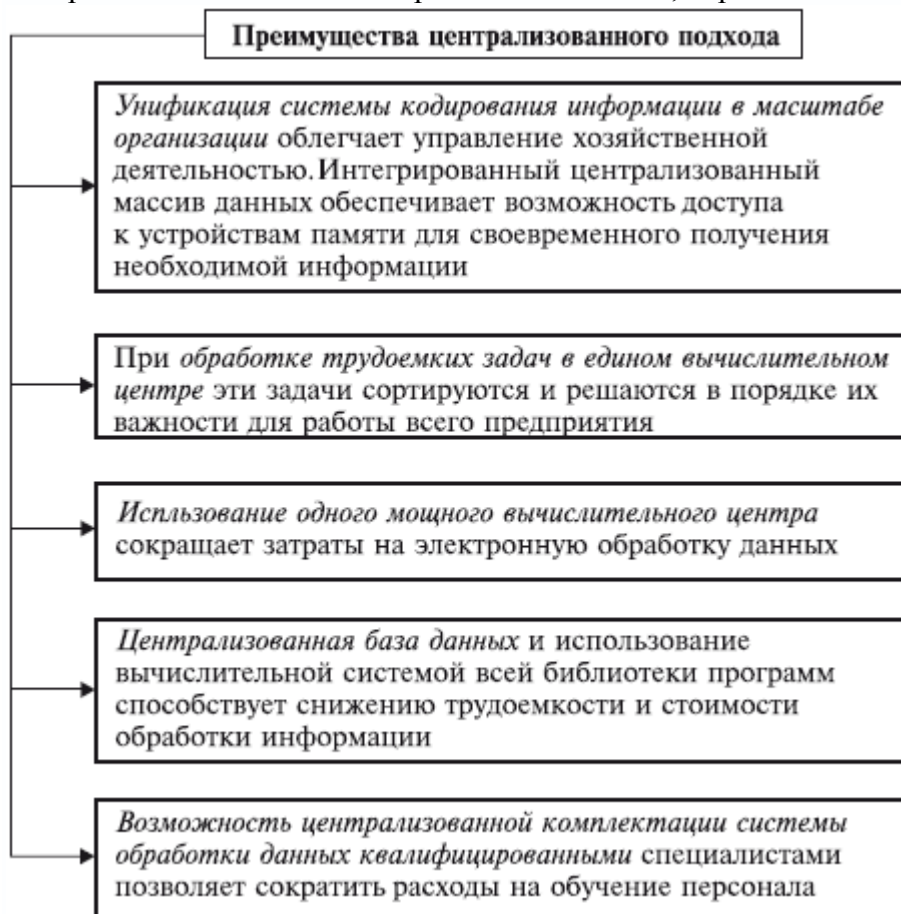 Преимущества централизованного подхода
Унификация системы кодирования информации в масштабе
организации облегчает управление хозяйственной
деятельностью. Интегрированный централизованный
массив данных обеспечивает возможность доступа
к устройствам памяти для своевременного получения
необходимой информации
При обработке трудоемких задач в едином вычислительном
центре эти задачи сортируются и решаются в порядке их
важности для работы всего предприятия
Испльзование одного мощного вычислительного центра
сокращает затраты на электронную обработку данных
Централизованная база данных и использование
вычислительной системой всей библиотеки программ
способствует снижению трудоемкости и стоимости
обработки информации
Возможность централизованной комплектации системы
обработки данных квалифицированными специалистами
позволяет сократить расходы на обучение персонала